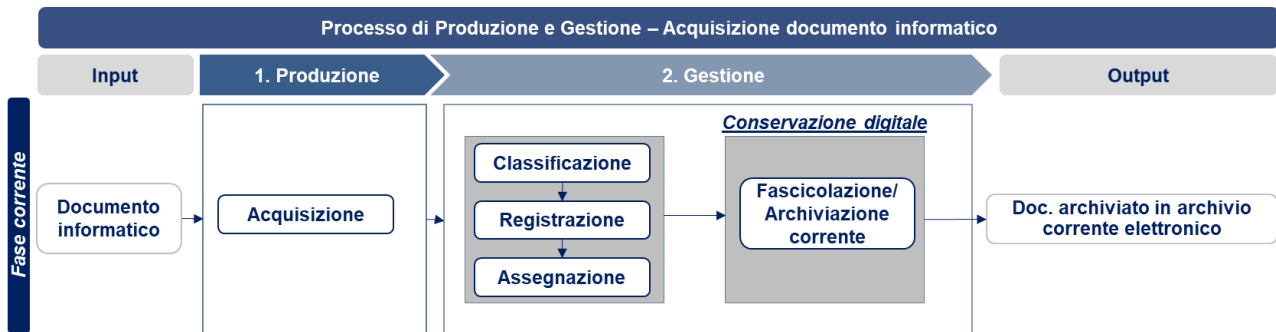 Processo di Produzione e Gestione – Acquisizione documento informatico
Input
1. Produzione
2. Gestione
Output
Fase corrente
Documento
informatico
Acquisizione
Classificazione
Registrazione
Assegnazione
Conservazione digitale
Fascicolazione/
Archiviazione
corrente
Doc. archiviato in archivio
corrente elettronico